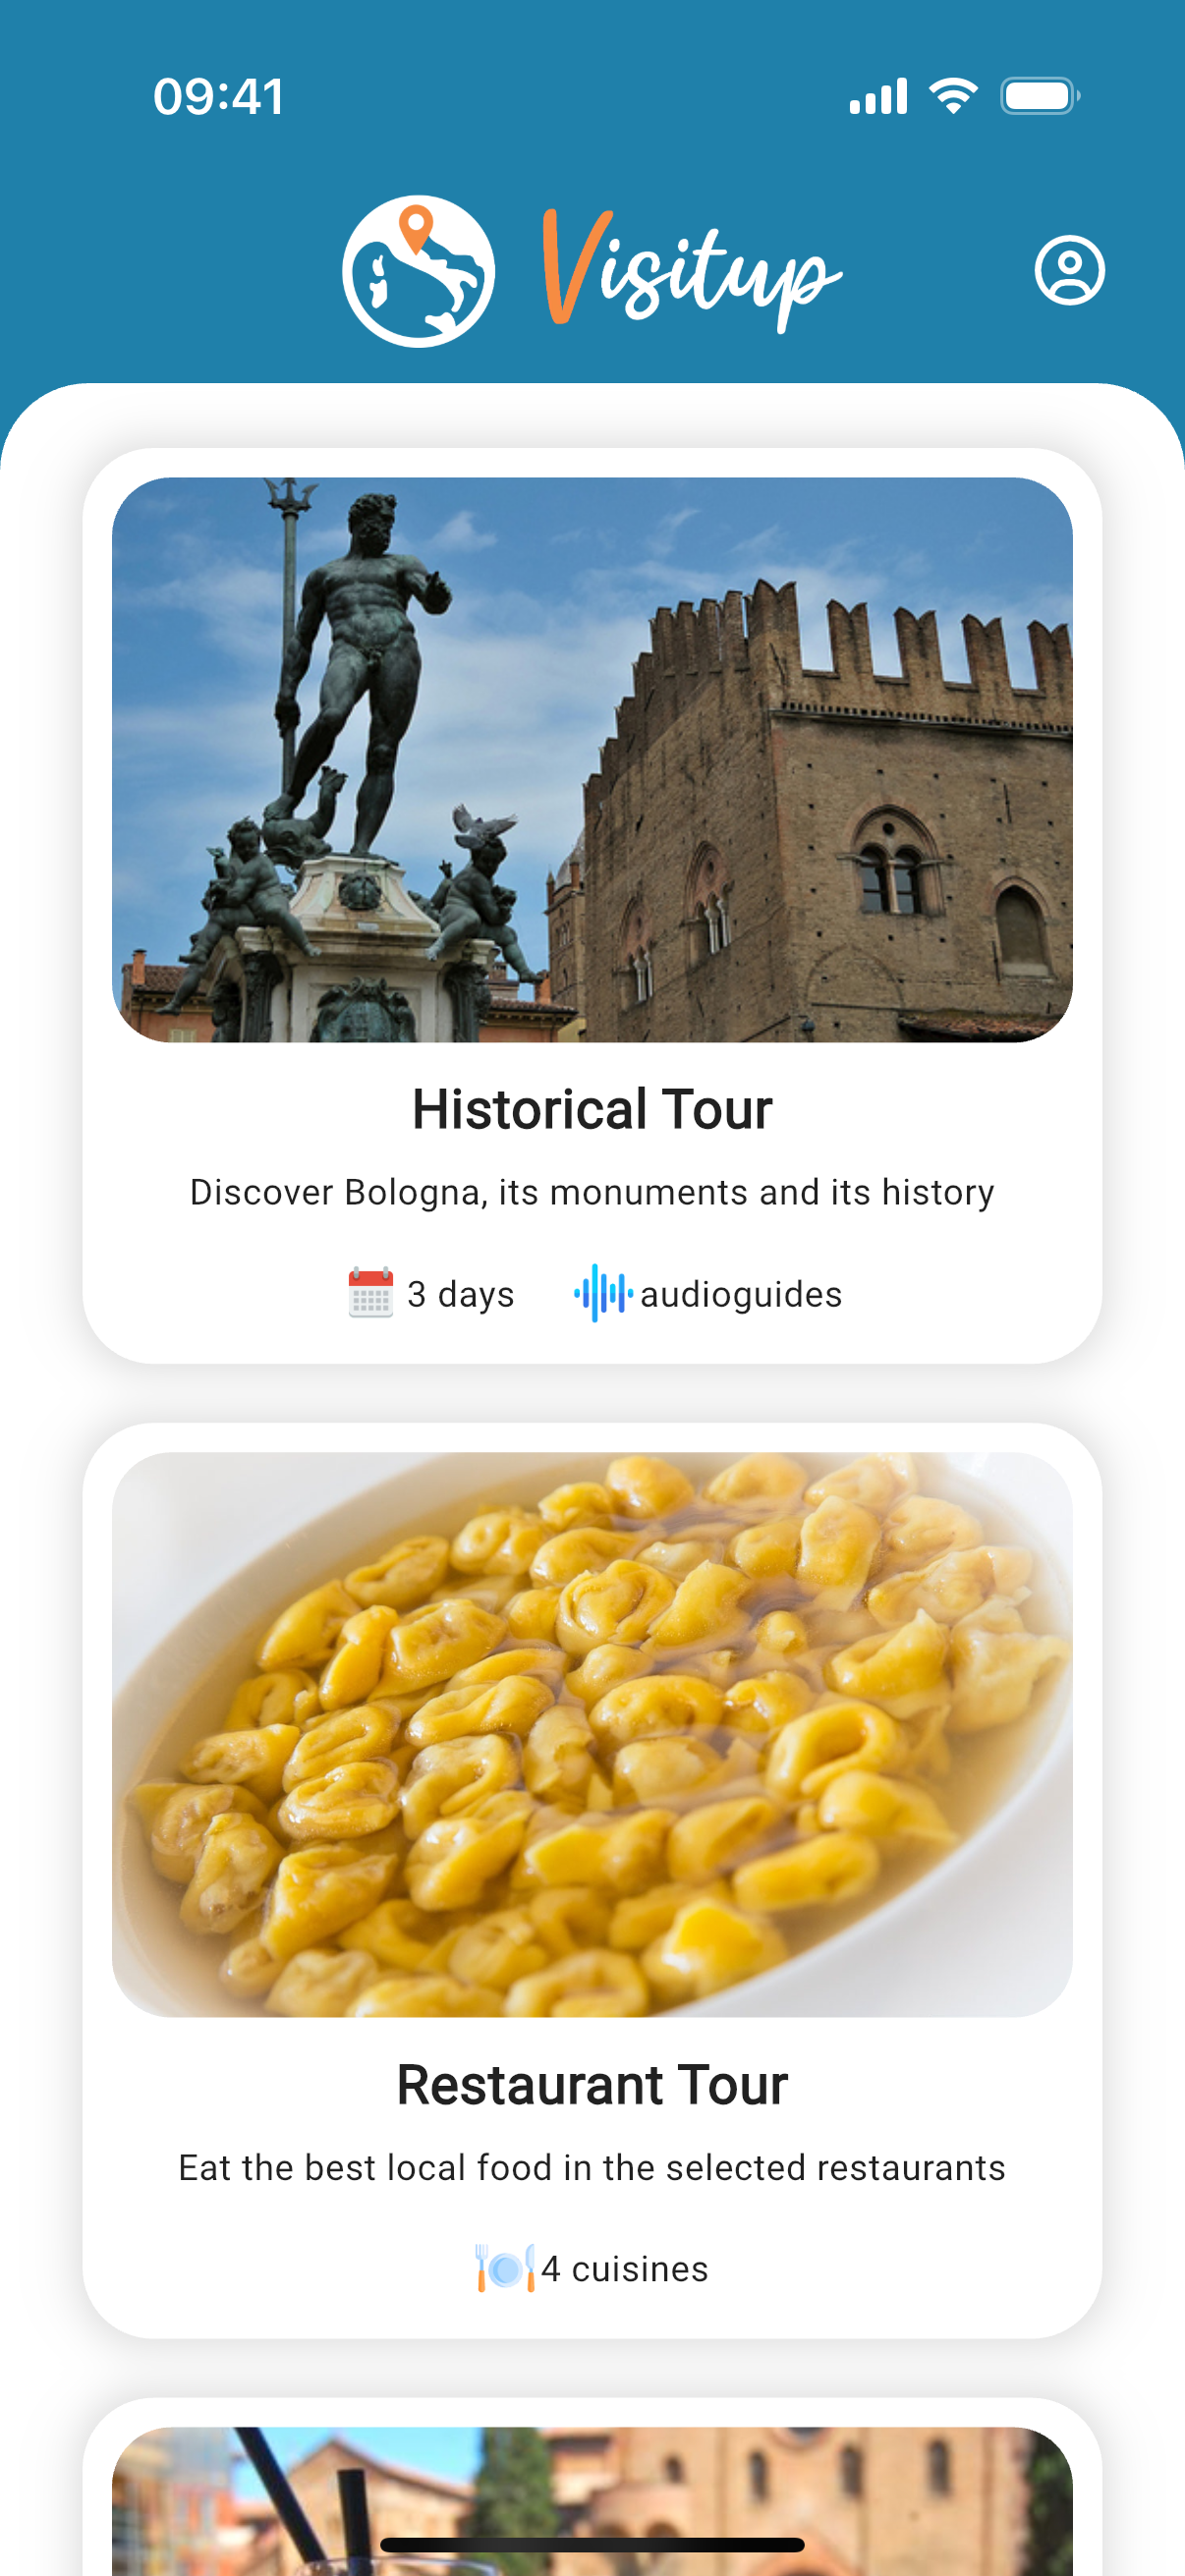 09:41
Visitup
Historical Tour
Discover Bologna, its monuments and its history
3 days audioguides
Restaurant Tour
Eat the best local food in the selected restaurants
4 cuisines